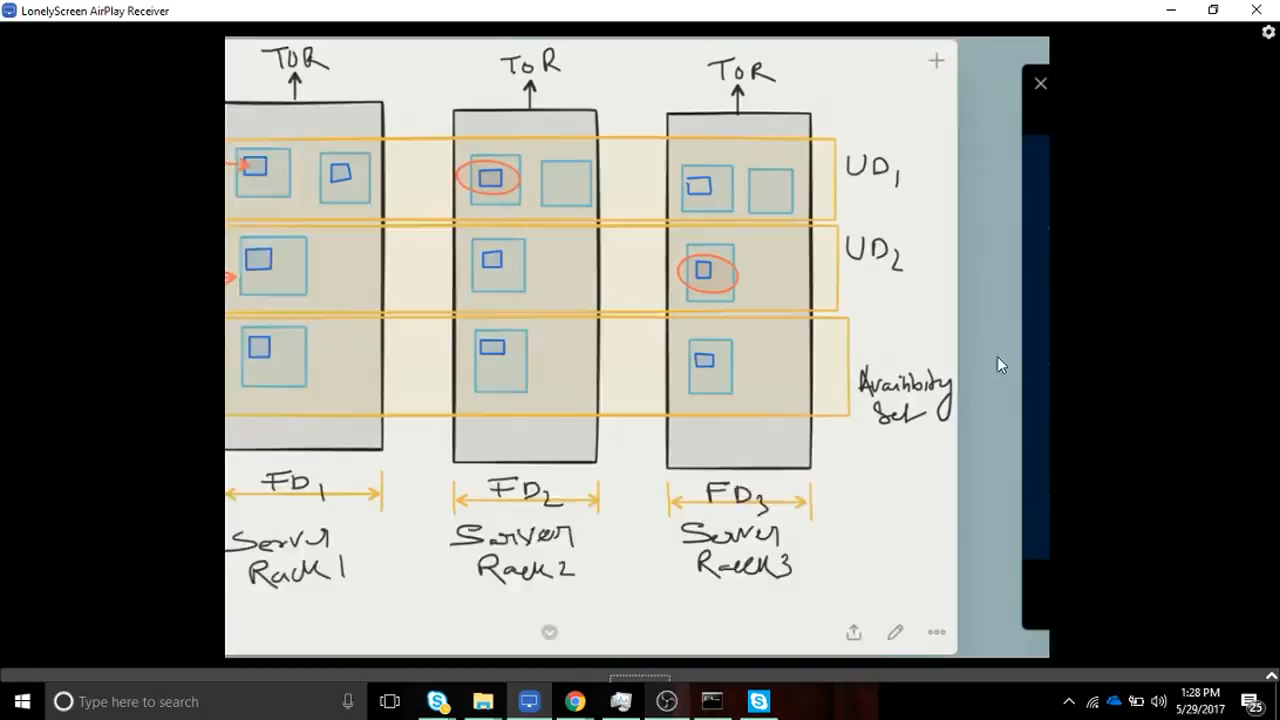 LonelyScreen AirPlay Receiver
TOR
TOR
TOR
UD1
UD2
Availibity
Set
FD1
FD2
FD3
Server
Rack 1
Server
Rack 2
Server
Rack 3
Type here to search
1:28 PM
5/29/2017
25